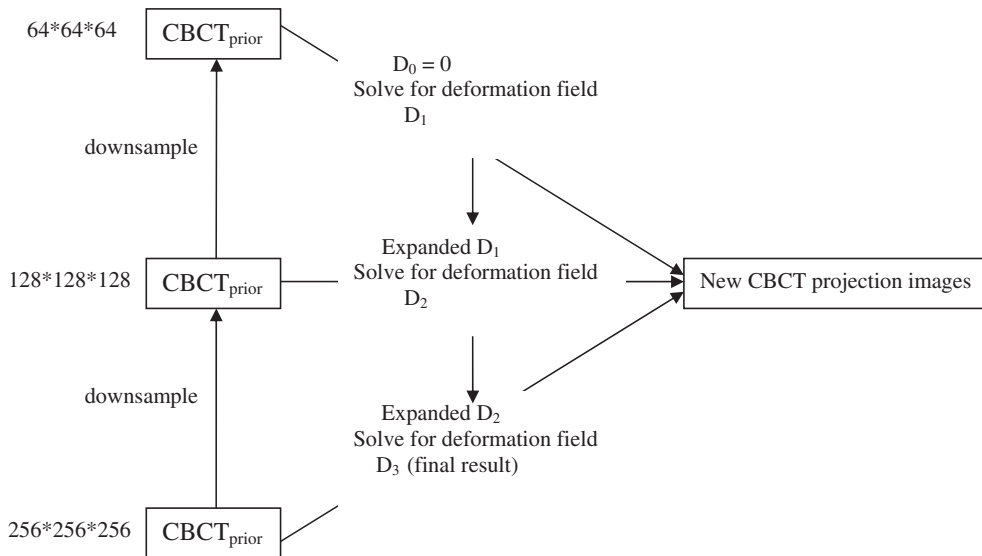 64*64*64
CBCTprior
D0 = 0
Solve for deformation field
D1
downsample
Expanded D1
Solve for deformation field
D2
128*128*128
CBCTprior
New CBCT projection images
downsample
Expanded D2
Solve for deformation field
D3 (final result)
256*256*256
CBCTprior